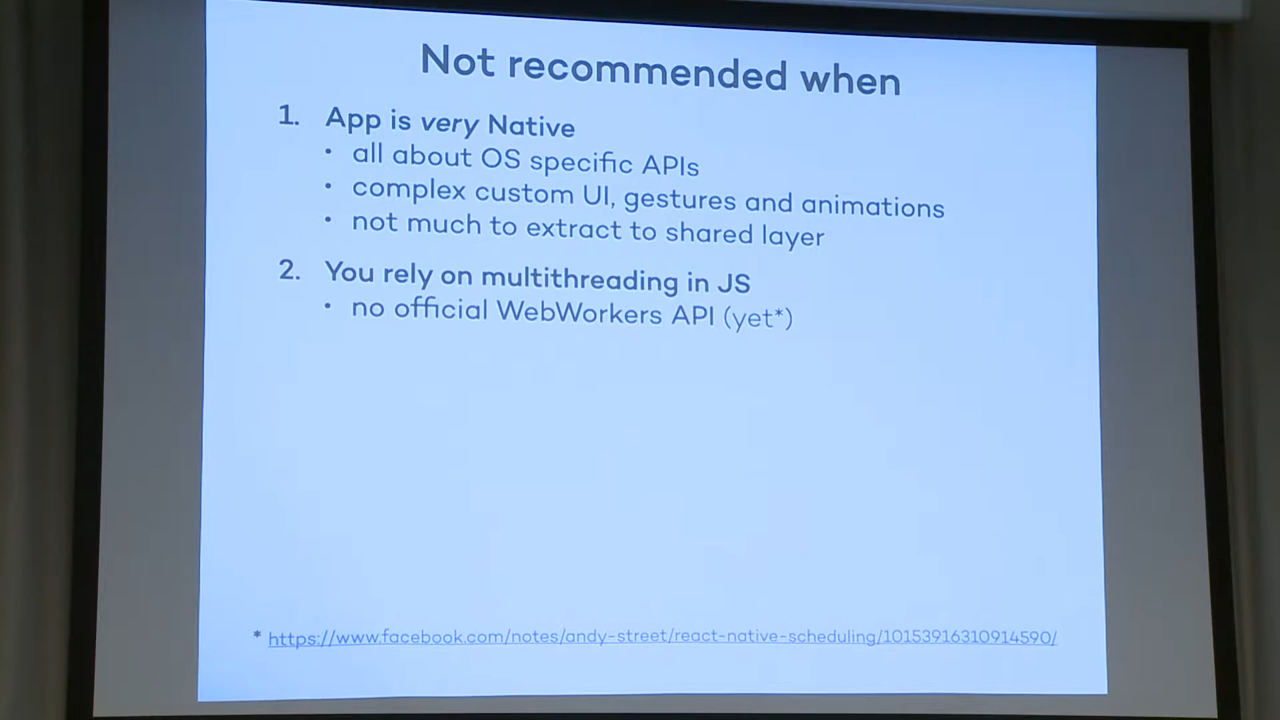 Not recommended when
1. App is very Native
• all about OS specific APIs
• complex custom UI, gestures and animations
• not much to extract to shared layer
2. You rely on multithreading in JS
• no official WebWorkers API (yet*)
* https://www.facebook.com/notes/andy-street/react-native-scheduling/10153916310914590/